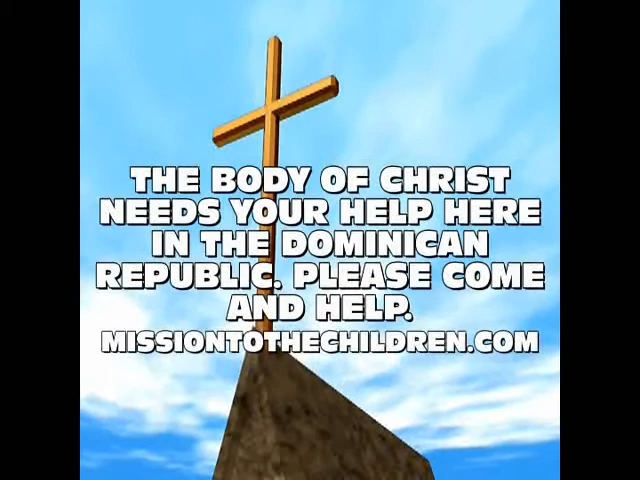 THE BODY OF CHRIST
NEEDS YOUR HELP HERE
IN THE DOMINICAN
REPUBLIC. PLEASE COME
AND HELP.
MISSIONTOTHECHILDREN.COM